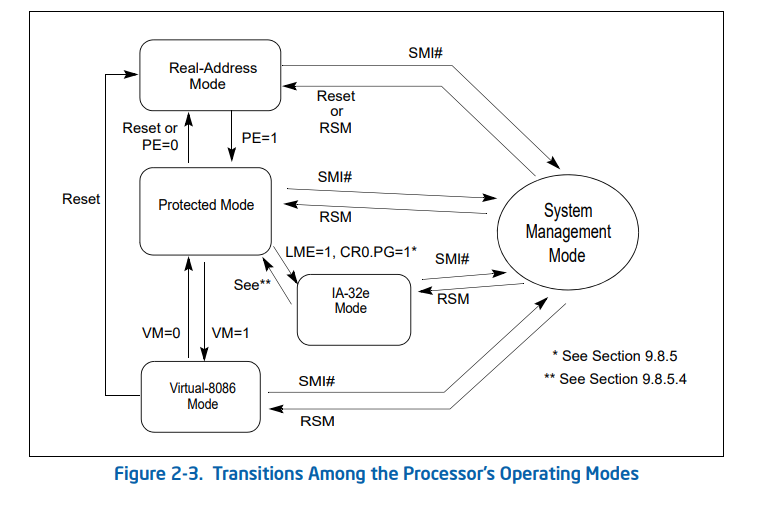 SMI#
Real-Address
Mode
Reset
or
RSM
Reset or
PE=0
PE=1
SMI#
Reset
Protected Mode
RSM
System
Management
Mode
LME=1, CR0.PG=1*
SMI#
See**
IA-32e
Mode
RSM
VM=0
VM=1
* See Section 9.8.5
** See Section 9.8.5.4
Virtual-8086
Mode
SMI#
RSM
Figure 2-3. Transitions Among the Processor's Operating Modes